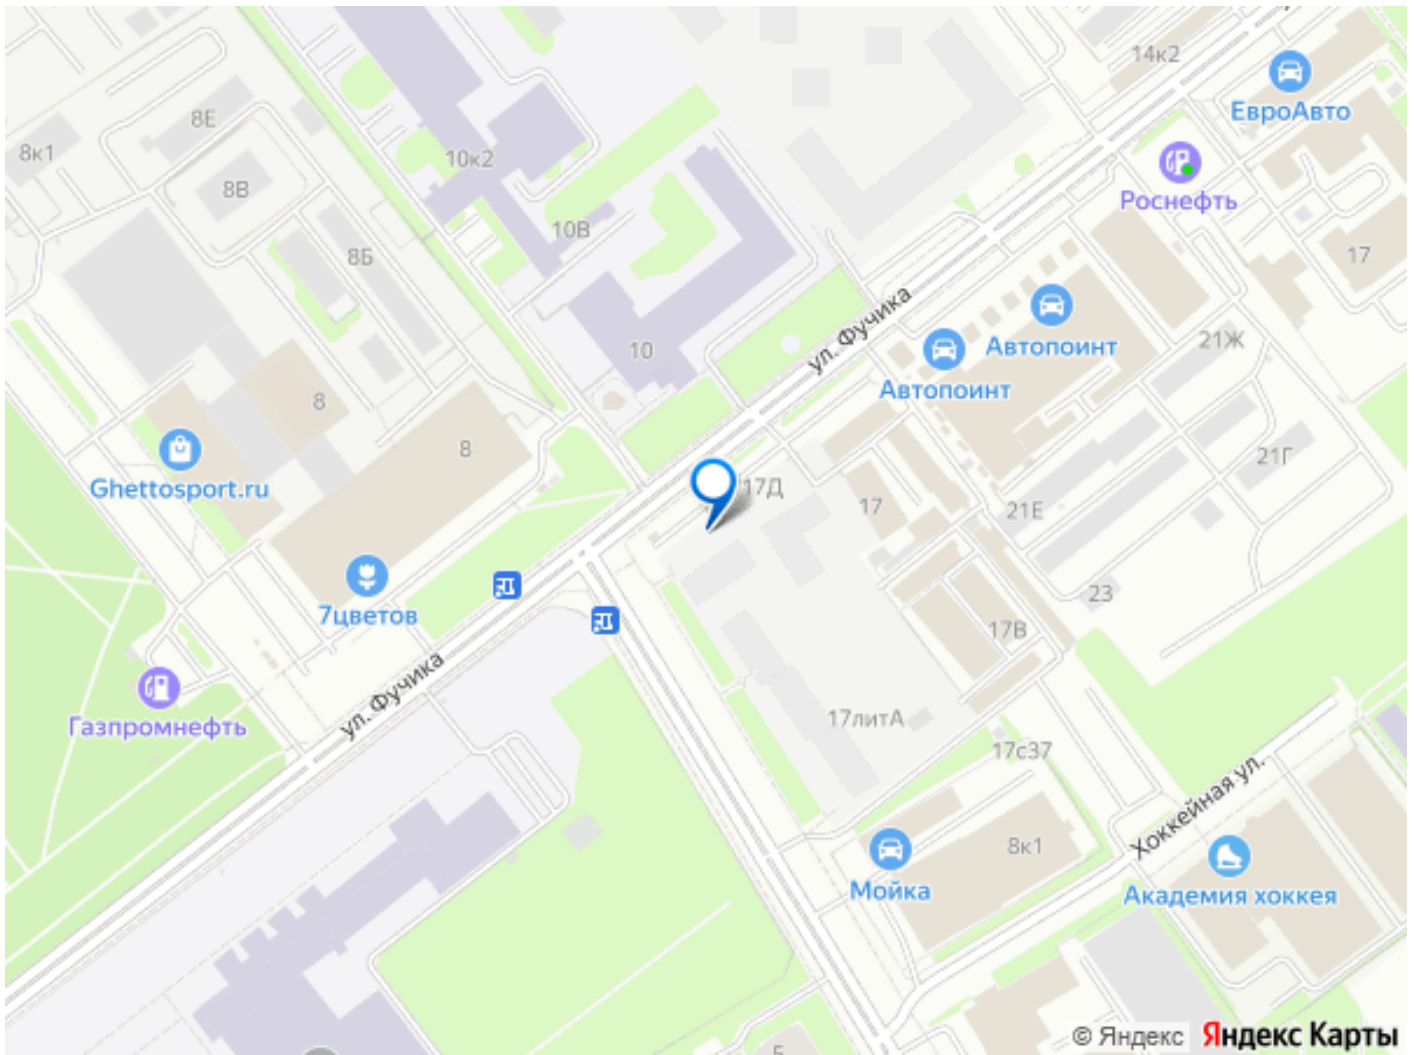 14к2
ЕвроАвто
8Е
8к1
10к2
8В
Роснефть
10В
8Б
17
ул. Фучика
21Ж
Автопоинт
10
Автопоинт
8
8
21Г
Ghettosport.ru
17Д
17
21Е
23
7цветов
17В
ул. Фучика
Газпромнефть
17литА
17с37
Хоккейная ул.
8к1
Мойка
Академия хоккея
© Яндекс Яндекс Карты